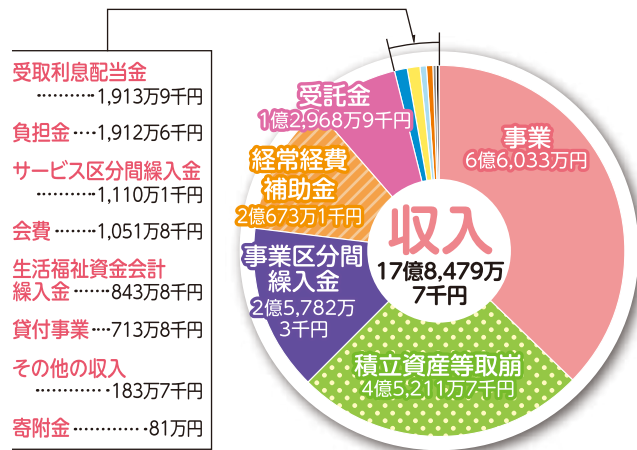 受取利息配当金
··········1,913万9千円
負担金 ····1,912万6千円
サービス区分間繰入金
··········1,110万1千円
会費 ·······1,051万8千円
生活福祉資金会計
繰入金 ······843万8千円
貸付事業 ···713万8千円
その他の収入
············183万7千円
寄附金 ············81万円
事業
6億6,033万円
積立資産等取崩
4億5,211万7千円
事業区分間
繰入金
2億5,782万
3千円
経常経費
補助金
2億673万1千円
受託金
1億2,968万9千円
収入
17億8,479万
7千円